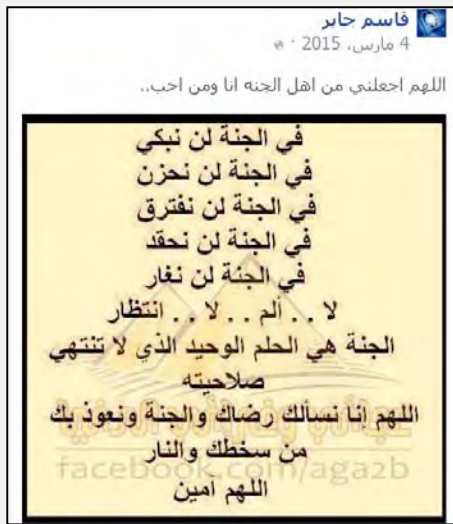 قاسم جابر
4 مارس، 2015 ·
اللهم اجعلني من اهل الجنه انا ومن احب..
في الجنة لن نبكي
في الجنة لن نحزن
في الجنة لن نفترق
في الجنة لن نحقد
في الجنة لن نغار
لا . . ألم . . . لا . . انتظار
الجنة هي الحلم الوحيد الذي لا تنتهي
صلاحيته
اللهم إنا نسألك رضاك والجنة ونعوذ بك
من سخطك والنار
facebook.com/aga2b
اللهم آمين